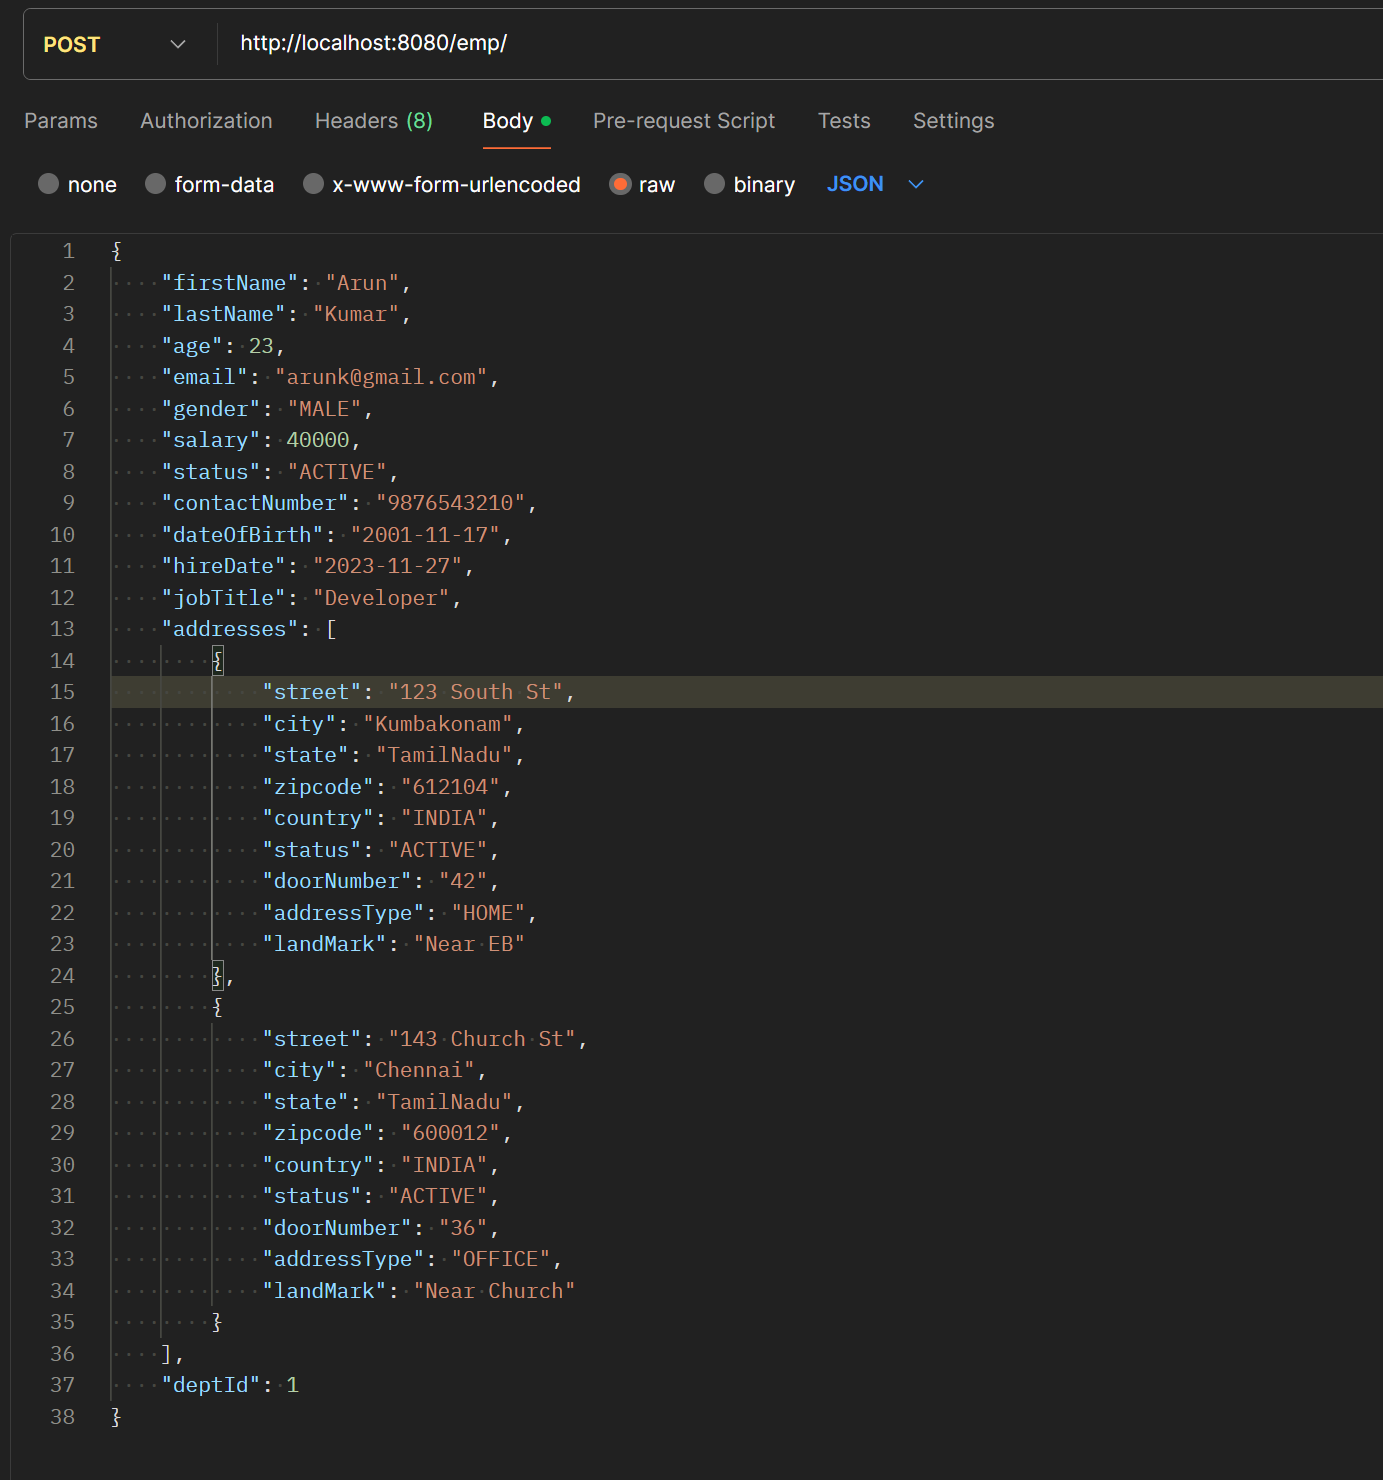 POST http://localhost:8080/emp/
Params Authorization Headers (8) Body Pre-request Script Tests Settings
none form-data x-www-form-urlencoded raw binary JSON
1 {
2 "firstName": "Arun",
3 "lastName": "Kumar",
4 "age": 23,
5 "email": "arunk@gmail.com",
6 "gender": "MALE",
7 "salary": 40000,
8 "status": "ACTIVE",
9 "contactNumber": "9876543210",
10 "dateOfBirth": "2001-11-17",
11 "hireDate": "2023-11-27",
12 "jobTitle": "Developer",
13 "addresses": [
14 {
15 "street": "123 South St",
16 "city": "Kumbakonam",
17 "state": "TamilNadu",
18 "zipcode": "612104",
19 "country": "INDIA",
20 "status": "ACTIVE",
21 "doorNumber": "42",
22 "addressType": "HOME",
23 "landMark": "Near EB"
24 },
25 {
26 "street": "143 Church St",
27 "city": "Chennai",
28 "state": "TamilNadu",
29 "zipcode": "600012",
30 "country": "INDIA",
31 "status": "ACTIVE",
32 "doorNumber": "36",
33 "addressType": "OFFICE",
34 "landMark": "Near Church"
35 }
36 ],
37 "deptId": 1
38 }